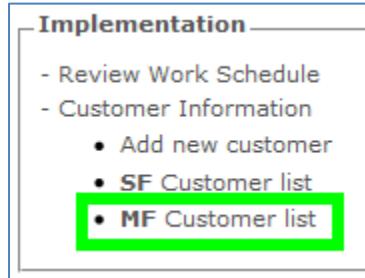 Implementation
- Review Work Schedule
- Customer Information
• Add new customer
• SF Customer list
• MF Customer list